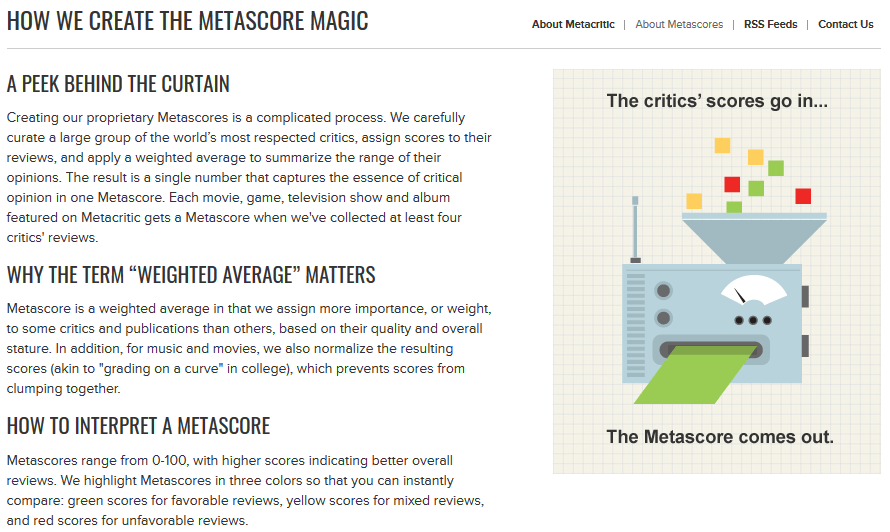 HOW WE CREATE THE METASCORE MAGIC
About Metacritic | About Metascores | RSS Feeds | Contact Us
A PEEK BEHIND THE CURTAIN
Creating our proprietary Metascores is a complicated process. We carefully
curate a large group of the world’s most respected critics, assign scores to their
reviews, and apply a weighted average to summarize the range of their
opinions. The result is a single number that captures the essence of critical
opinion in one Metascore. Each movie, game, television show and album
featured on Metacritic gets a Metascore when we've collected at least four
critics' reviews.
WHY THE TERM “WEIGHTED AVERAGE” MATTERS
Metascore is a weighted average in that we assign more importance, or weight,
to some critics and publications than others, based on their quality and overall
stature. In addition, for music and movies, we also normalize the resulting
scores (akin to "grading on a curve" in college), which prevents scores from
clumping together.
HOW TO INTERPRET A METASCORE
Metascores range from 0-100, with higher scores indicating better overall
reviews. We highlight Metascores in three colors so that you can instantly
compare: green scores for favorable reviews, yellow scores for mixed reviews,
and red scores for unfavorable reviews.
The critics’ scores go in...
The Metascore comes out.